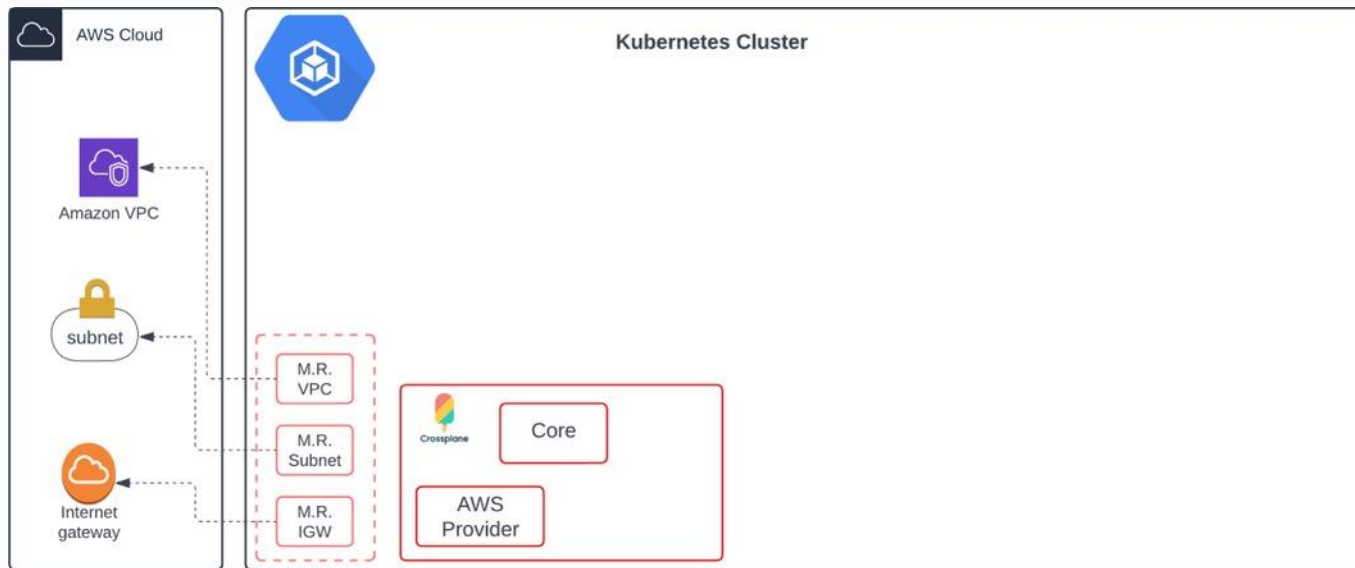 AWS Cloud
Kubernetes Cluster
Amazon VPC
subnet
Internet
gateway
M.R.
VPC
M.R.
Subnet
M.R.
IGW
Crossplane
Core
AWS
Provider